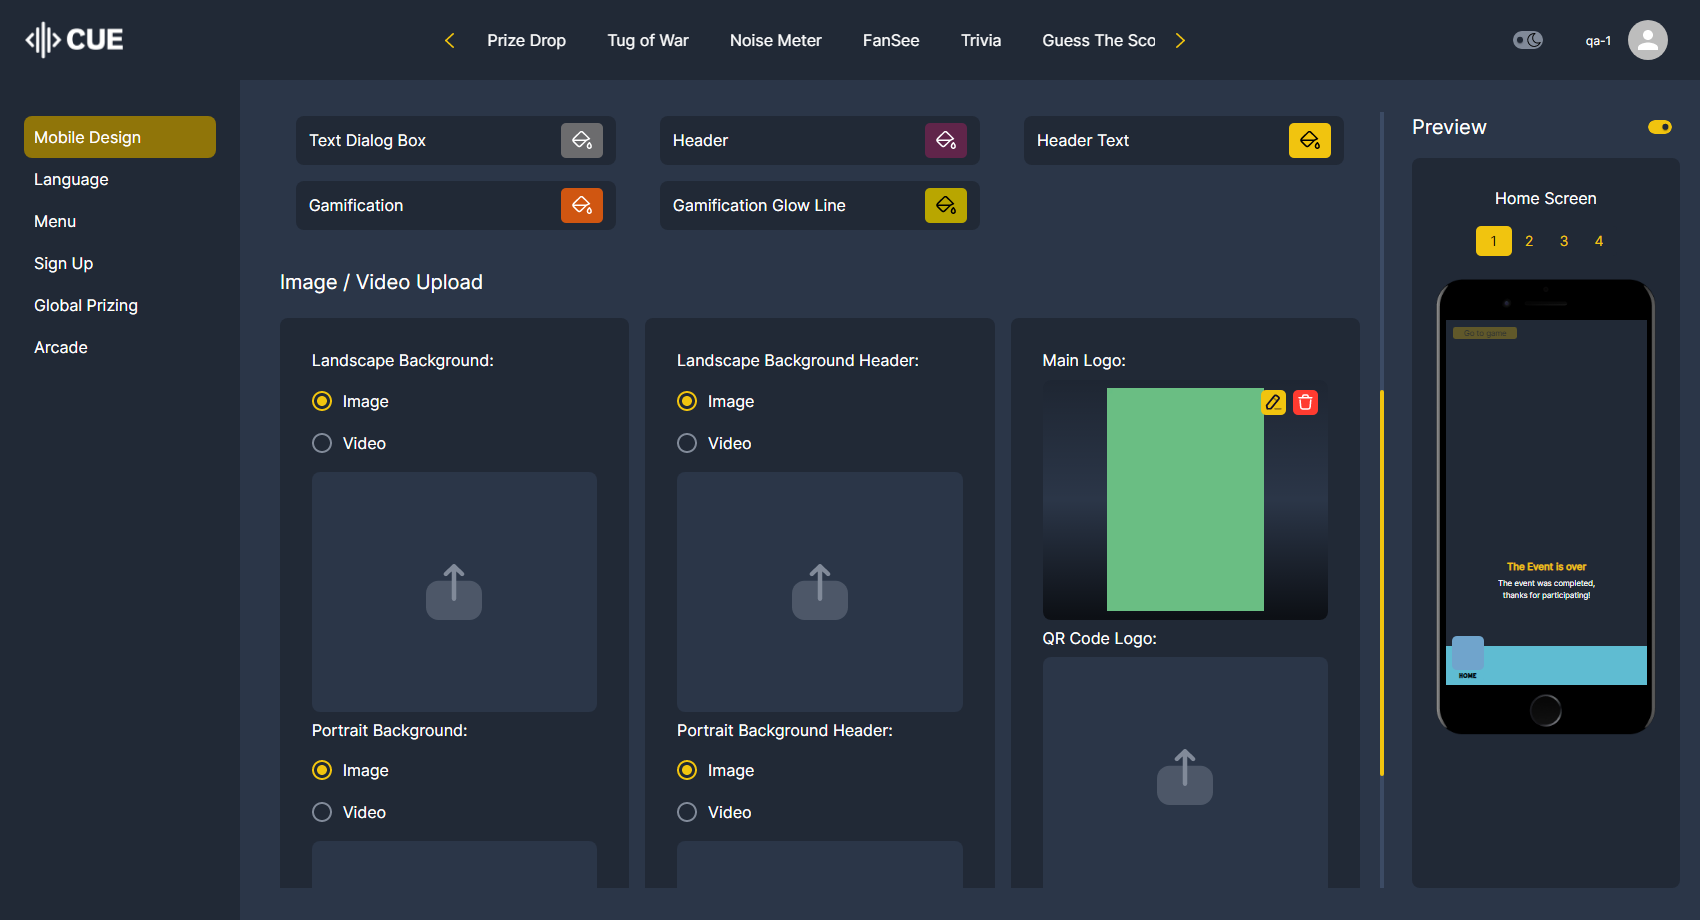 CUE
Prize Drop
Tug of War
Noise Meter
FanSee
Trivia
Guess The Sco
qa-1
Mobile Design
Language
Menu
Sign Up
Global Prizing
Arcade
Text Dialog Box
Header
Header Text
Gamification
Gamification Glow Line
Image / Video Upload
Landscape Background:
Image
Video
Portrait Background:
Image
Video
Landscape Background Header:
Image
Video
Portrait Background Header:
Image
Video
Main Logo:
QR Code Logo:
Preview
Home Screen
1 2 3 4
Go to game
The Event is over
The event was completed,
thanks for participating!
HOME